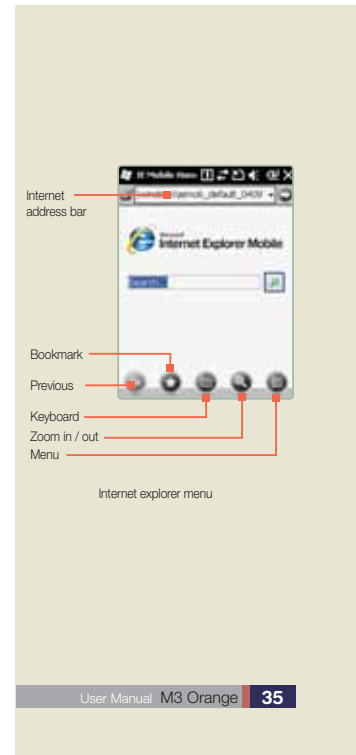 IE Mobile
Internet
address bar
Microsoft
Internet Explorer Mobile
Search...
Bookmark
Previous
Keyboard
Zoom in / out
Menu
Internet explorer menu
User Manual M3 Orange 35